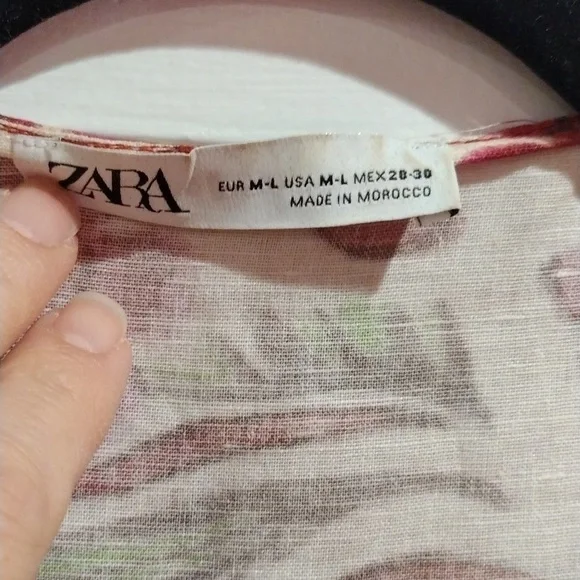 ZARA
EUR M-L USA M-L MEX 28-30
MADE IN MOROCCO